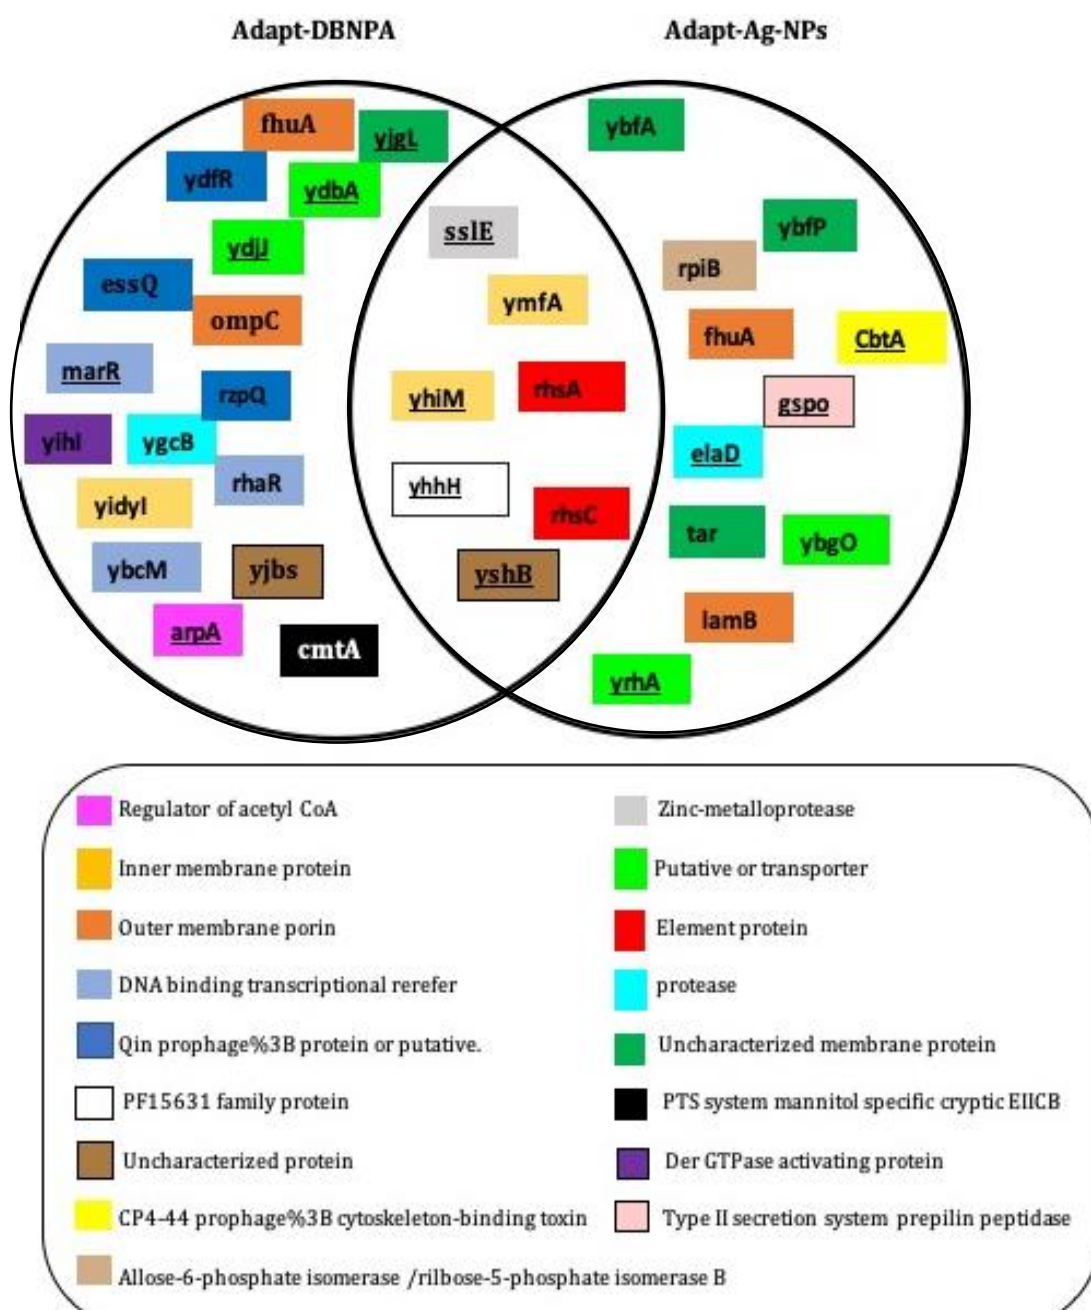 Adapt-DBNPA
Adapt-Ag-NPs
fhuA
yjgL
ydfR
ydbA
ydjJ
essQ
ompC
marR
rzpQ
yihI
ygcB
rhaR
yidyI
ybcM
yjbs
arpA
cmtA
sslE
ymfA
yhiM
rhsA
yhhH
rhsC
yshB
ybfA
ybfP
rpiB
fhuA
CbtA
gspo
elaD
tar
ybgO
lamB
yrhA
Regulator of acetyl CoA
Inner membrane protein
Outer membrane porin
DNA binding transcriptional rerefer
Qin prophage%3B protein or putative.
PF15631 family protein
Uncharacterized protein
CP4-44 prophage%3B cytoskeleton-binding toxin
Allose-6-phosphate isomerase /rilbose-5-phosphate isomerase B
Zinc-metalloprotease
Putative or transporter
Element protein
protease
Uncharacterized membrane protein
PTS system mannitol specific cryptic EIICB
Der GTPase activating protein
Type II secretion system prepilin peptidase